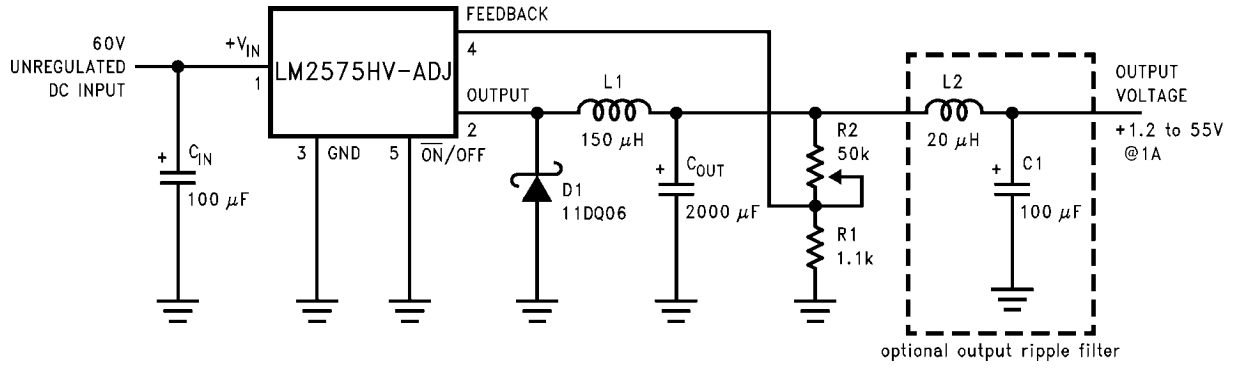 FEEDBACK
60V
UNREGULATED
DC INPUT
+VIN
1
LM2575HV-ADJ
4
OUTPUT
2
L1
150 μH
L2
20 μH
OUTPUT
VOLTAGE
+1.2 to 55V
@1A
3
GND
5
ON/OFF
+
CIN
100 μF
D1
11DQ06
+
COUT
2000 μF
R2
50k
R1
1.1k
+
C1
100 μF
optional output ripple filter